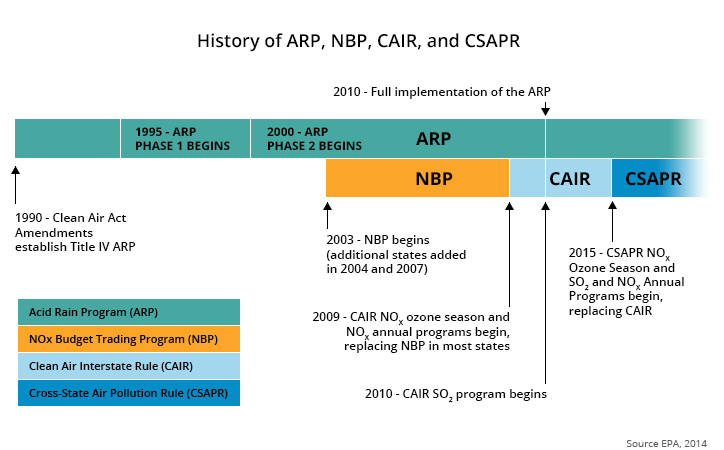 History of ARP, NBP, CAIR, and CSAPR
2010 - Full implementation of the ARP
1995 - ARP
PHASE 1 BEGINS
2000 - ARP
PHASE 2 BEGINS
ARP
NBP
CAIR
CSAPR
1990 - Clean Air Act
Amendments
establish Title IV ARP
2003 - NBP begins
(additional states added
in 2004 and 2007)
2015 - CSAPR NOx
Ozone Season and
SO2 and NOx Annual
Programs begin,
replacing CAIR
2009 - CAIR NOx ozone season and
NOx annual programs begin,
replacing NBP in most states
2010 - CAIR SO2 program begins
Acid Rain Program (ARP)
NOx Budget Trading Program (NBP)
Clean Air Interstate Rule (CAIR)
Cross-State Air Pollution Rule (CSAPR)
Source EPA, 2014